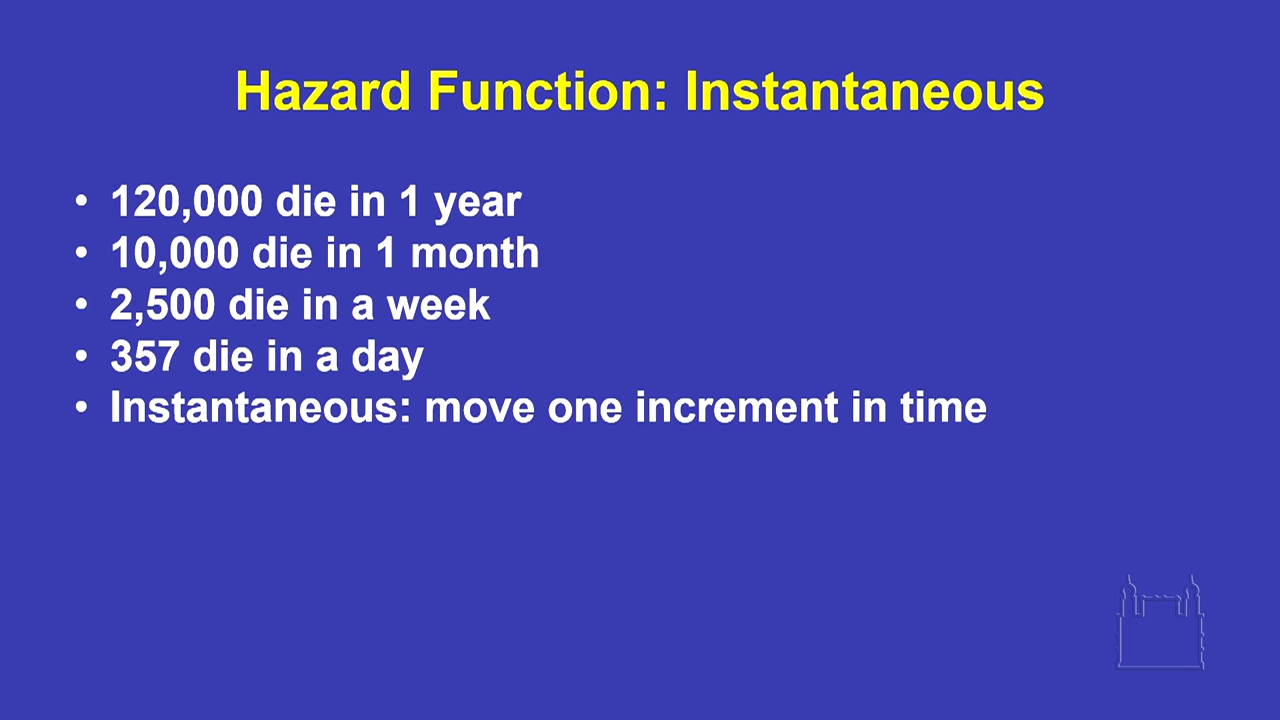 Hazard Function: Instantaneous
• 120,000 die in 1 year
• 10,000 die in 1 month
• 2,500 die in a week
• 357 die in a day
• Instantaneous: move one increment in time